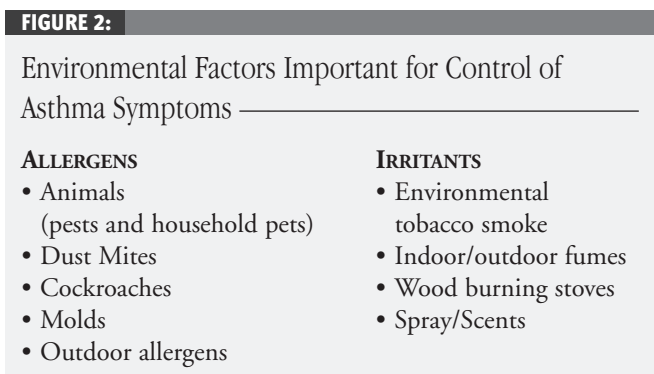 FIGURE 2:
Environmental Factors Important for Control of
Asthma Symptoms
ALLERGENS
• Animals
(pests and household pets)
• Dust Mites
• Cockroaches
• Molds
• Outdoor allergens
IRRITANTS
• Environmental
tobacco smoke
• Indoor/outdoor fumes
• Wood burning stoves
• Spray/Scents